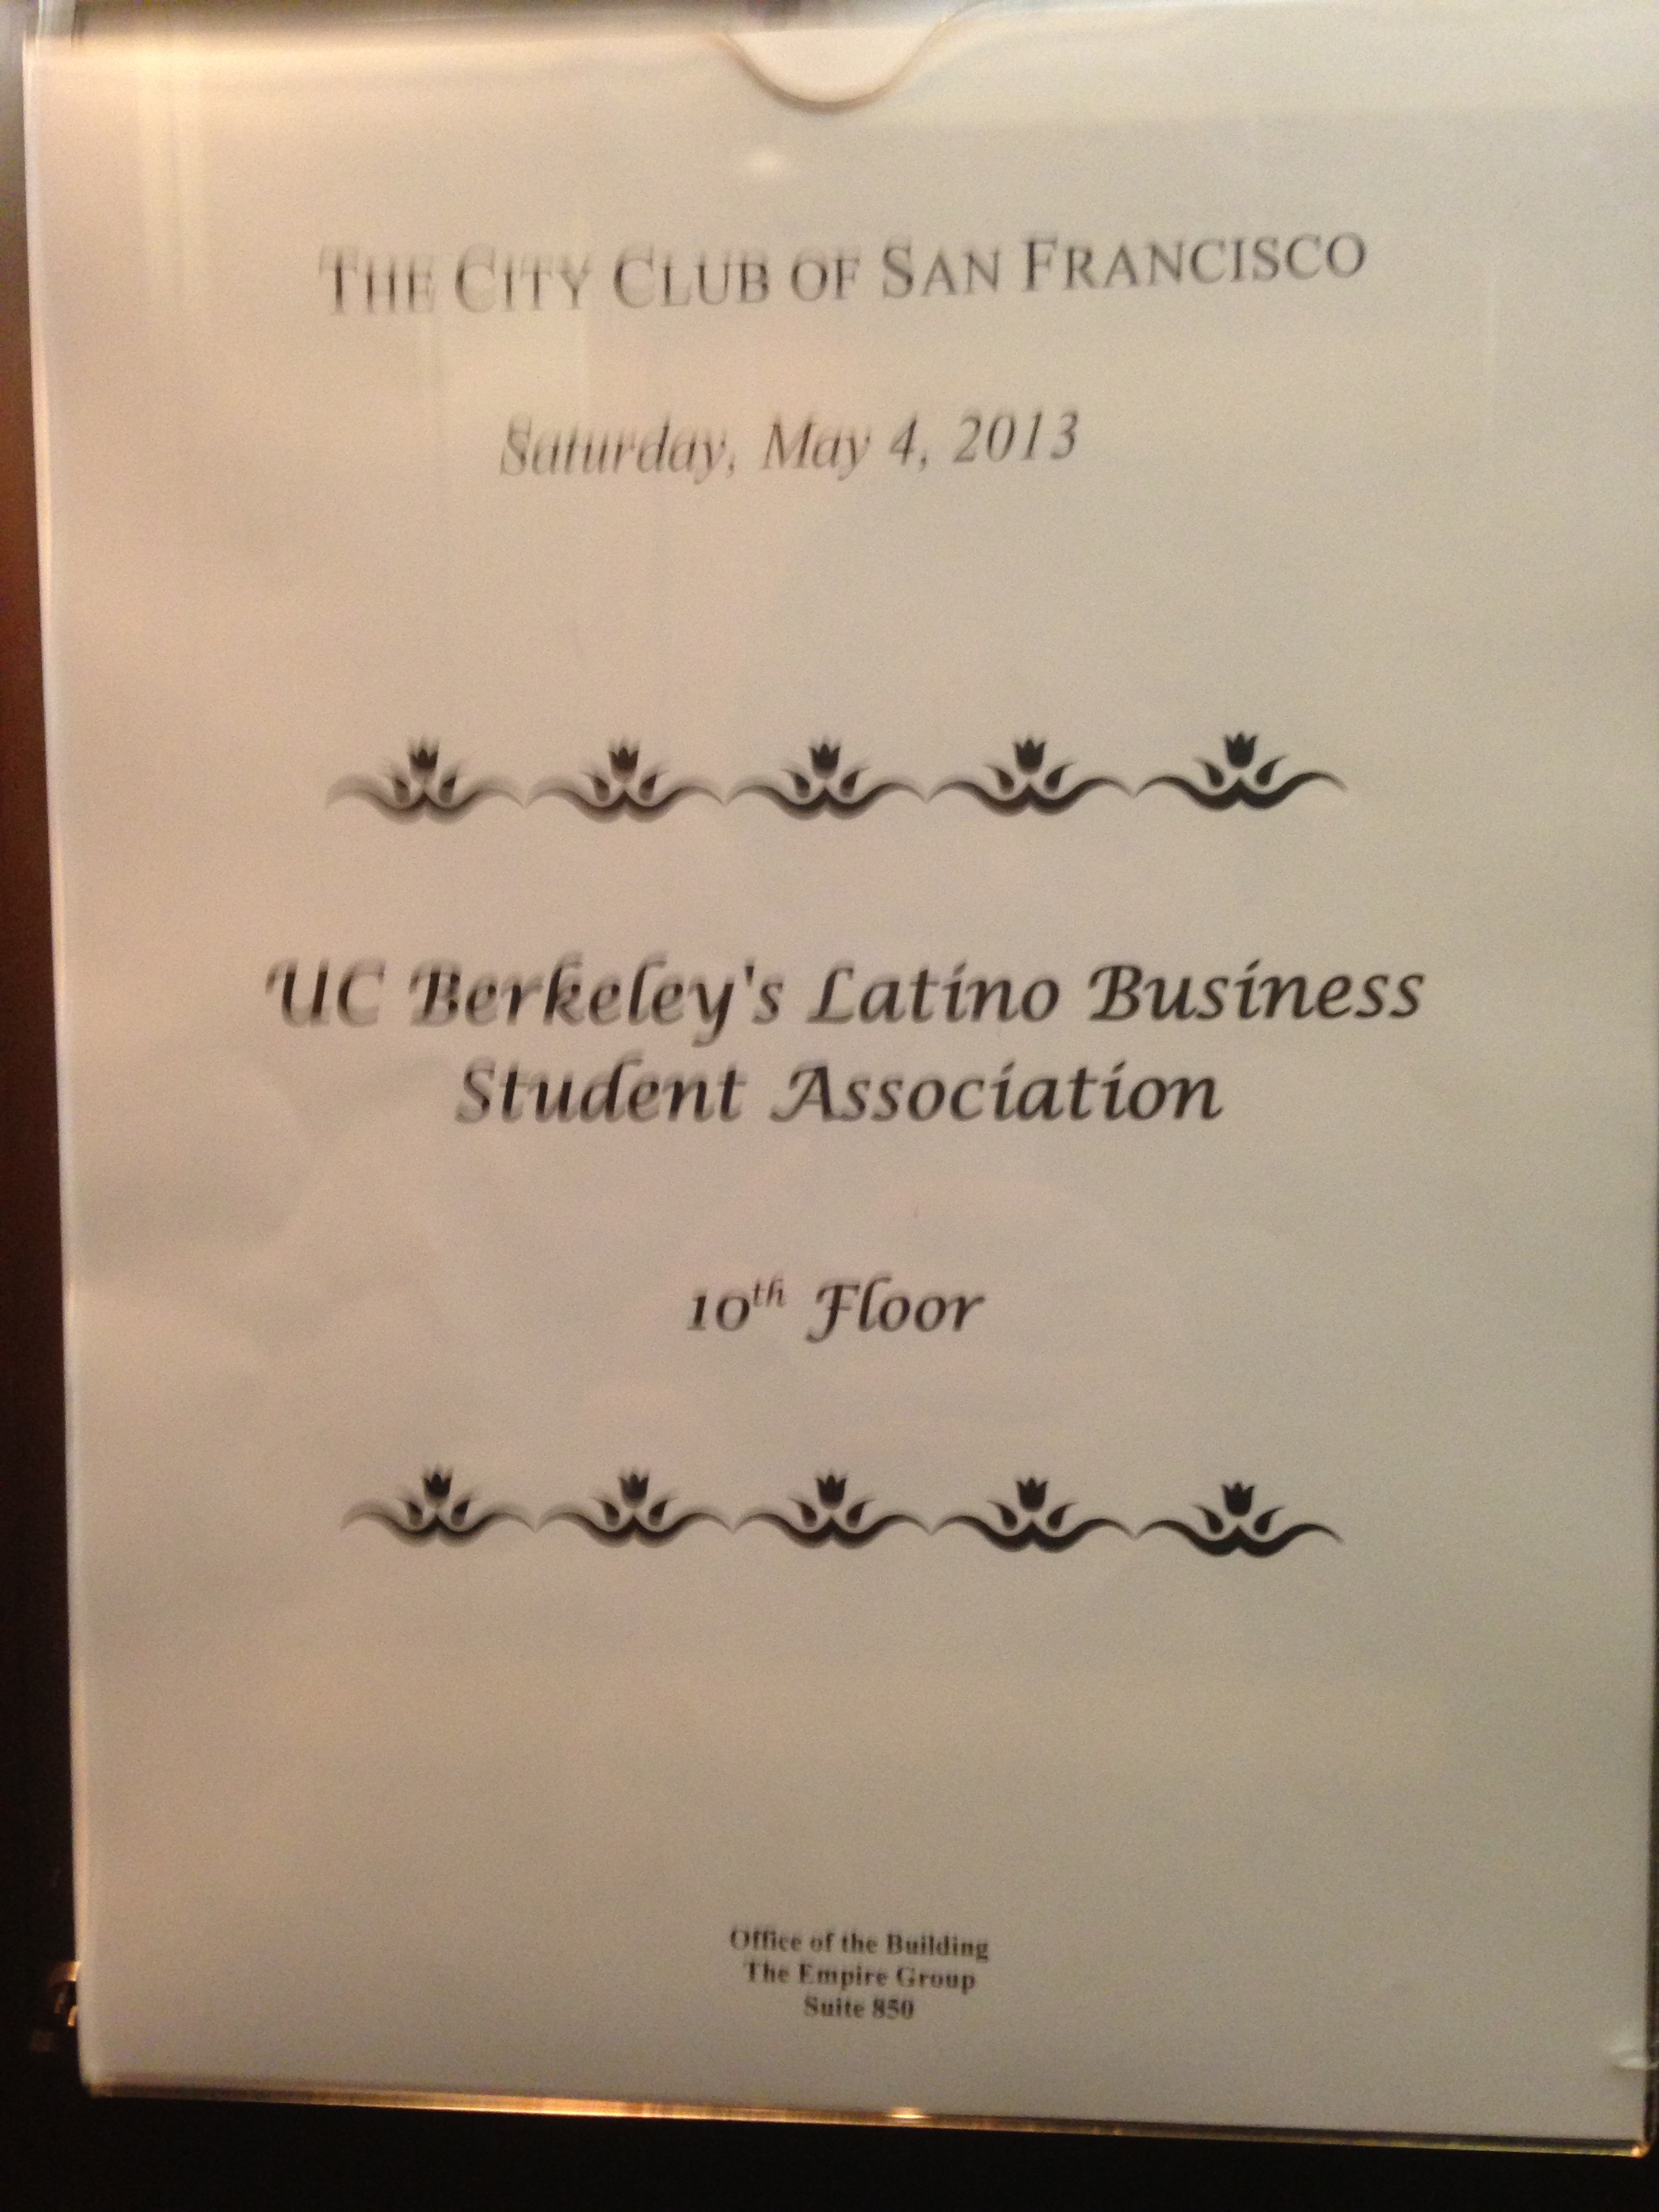 THE CITY CLUB OF SAN FRANCISCO
Saturday, May 4, 2013
UC Berkeley's Latino Business
Student Association
10th Floor
Office of the Building
The Empire Group
Suite 850